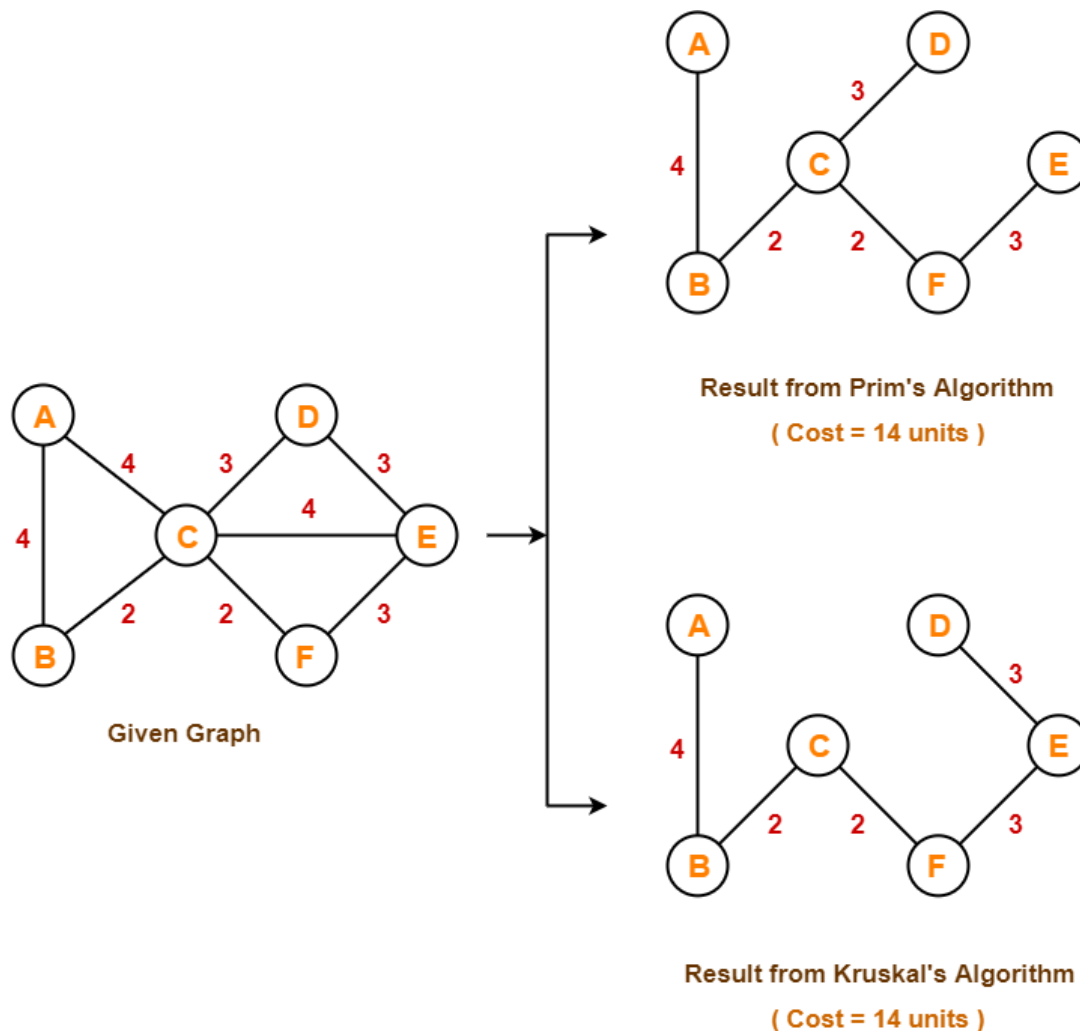 A
D
3
C
E
4
2
2
3
B
F
Result from Prim's Algorithm
( Cost = 14 units )
A
D
4
3
3
4
4
C
E
2
2
3
B
F
Given Graph
A
D
3
4
C
E
2
2
3
B
F
Result from Kruskal's Algorithm
( Cost = 14 units )